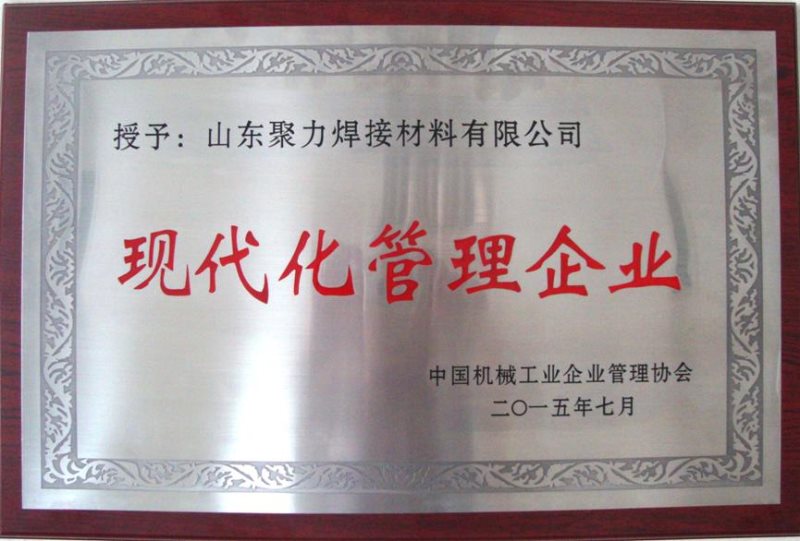 授予：山东聚力焊接材料有限公司
现代化管理企业
中国机械工业企业管理协会
二〇一五年七月